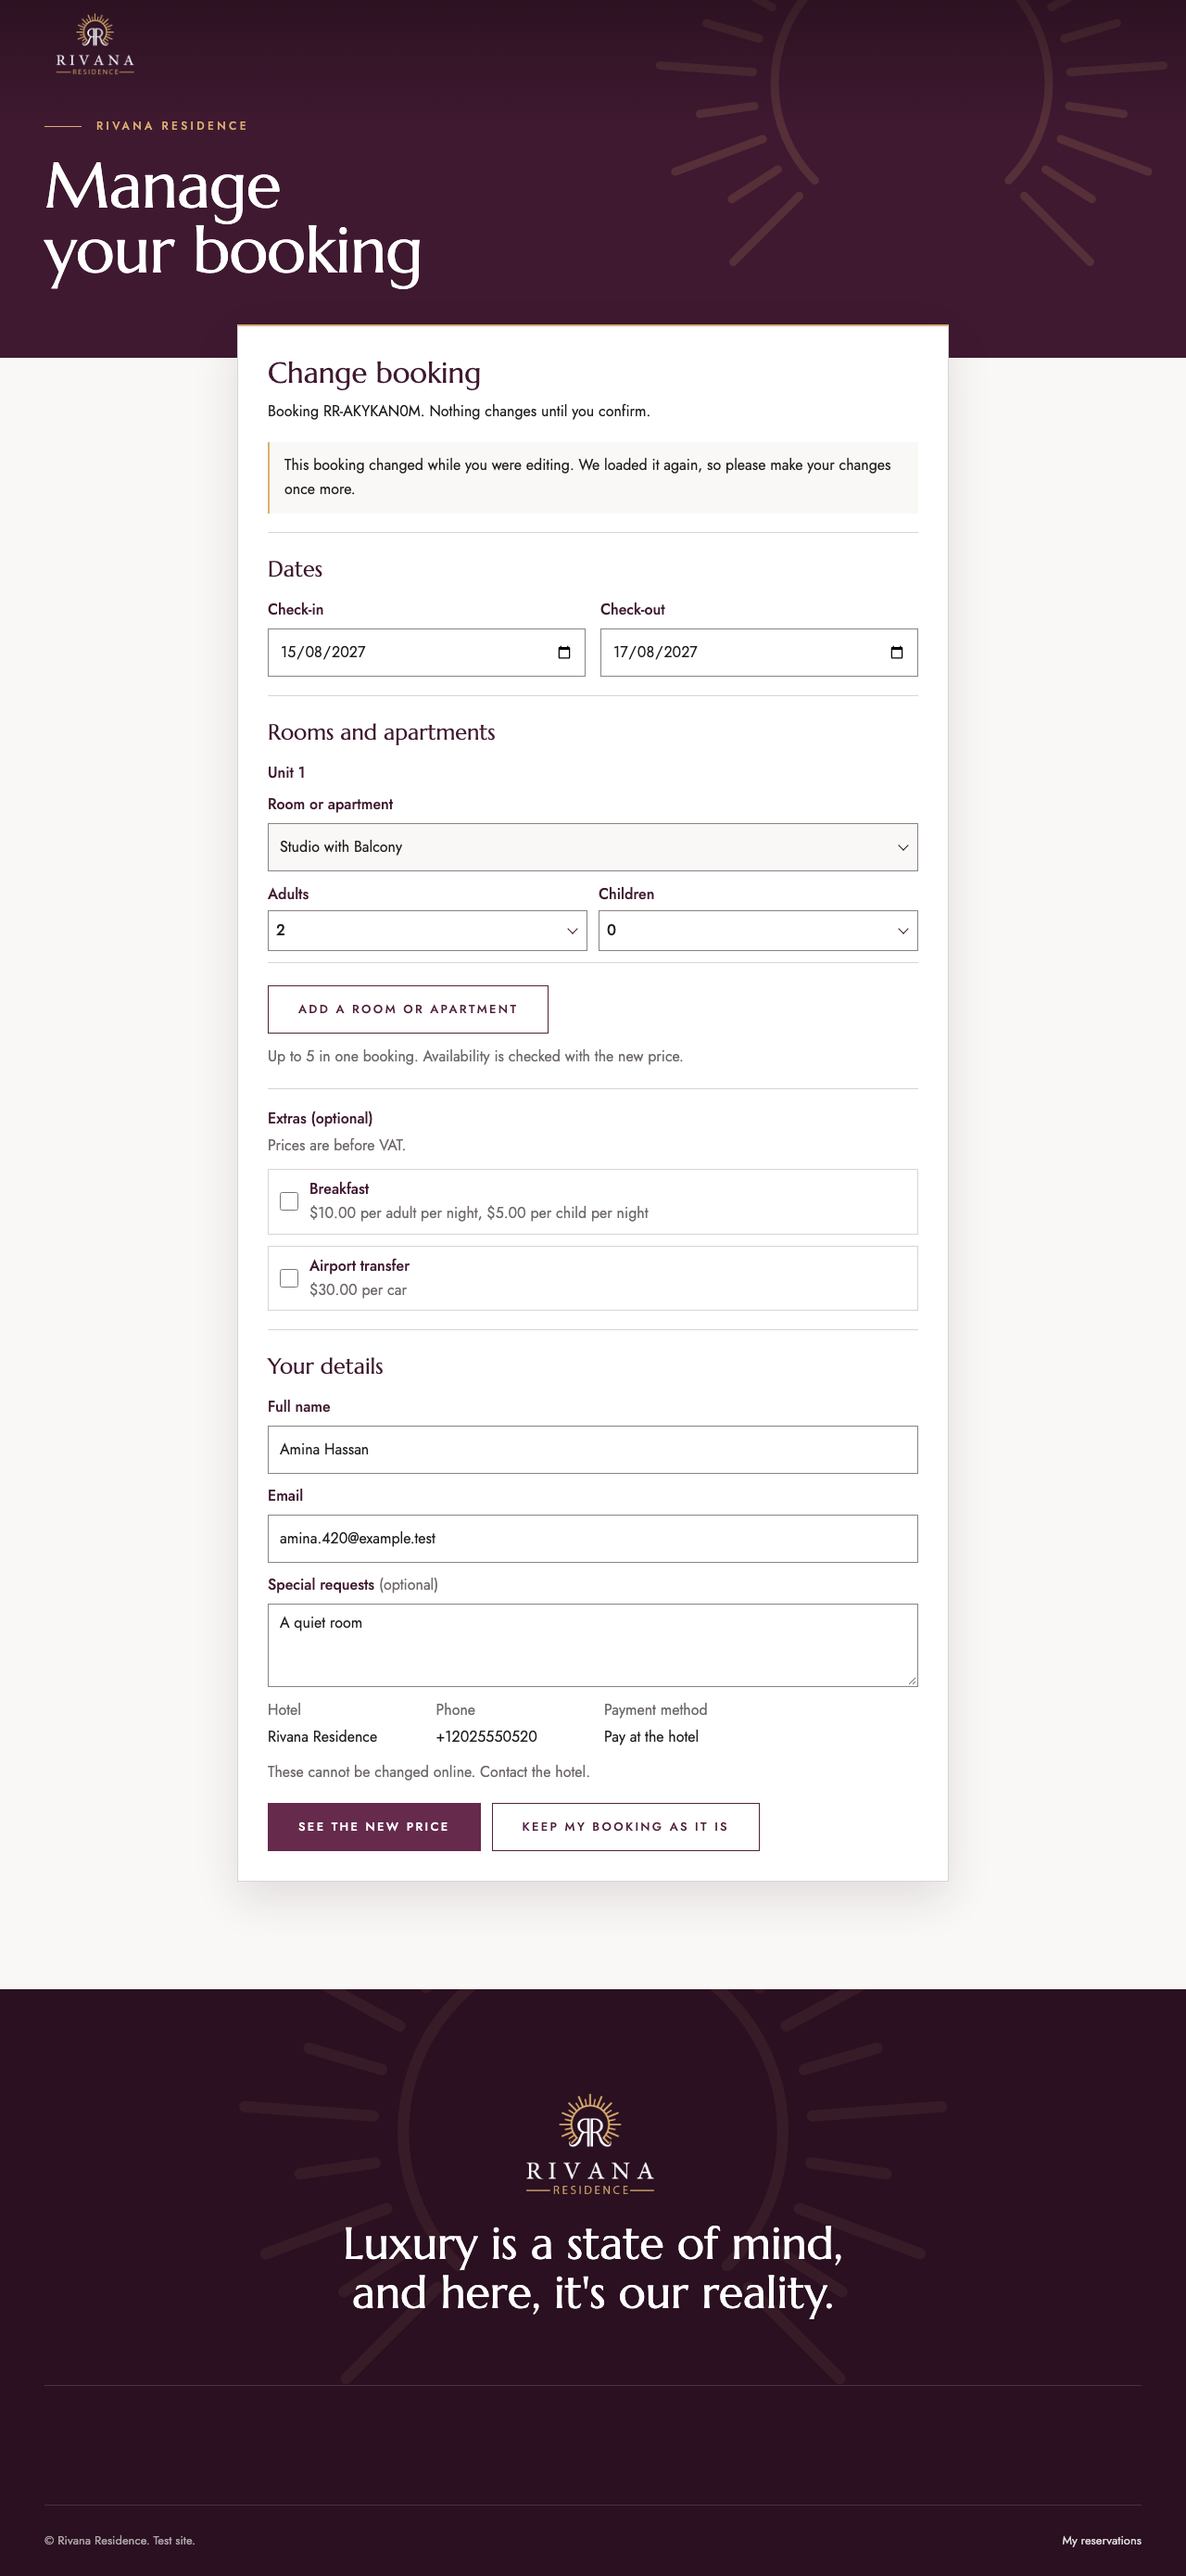 RIVANA
RESIDENCE
RIVANA RESIDENCE
Manage
your booking
Change booking
Booking RR-AKYKAN0M. Nothing changes until you confirm.
This booking changed while you were editing. We loaded it again, so please make your changes
once more.
Dates
Check-in
Check-out
15/08/2027
17/08/2027
Rooms and apartments
Unit 1
Room or apartment
Studio with Balcony
Adults
Children
2
0
ADD A ROOM OR APARTMENT
Up to 5 in one booking. Availability is checked with the new price.
Extras (optional)
Prices are before VAT.
Breakfast
$10.00 per adult per night, $5.00 per child per night
Airport transfer
$30.00 per car
Your details
Full name
Amina Hassan
Email
amina.420@example.test
Special requests (optional)
A quiet room
Hotel
Phone
Payment method
Rivana Residence
+12025550520
Pay at the hotel
These cannot be changed online. Contact the hotel.
SEE THE NEW PRICE
KEEP MY BOOKING AS IT IS
RIVANA
RESIDENCE
Luxury is a state of mind,
and here, it's our reality.
© Rivana Residence. Test site.
My reservations